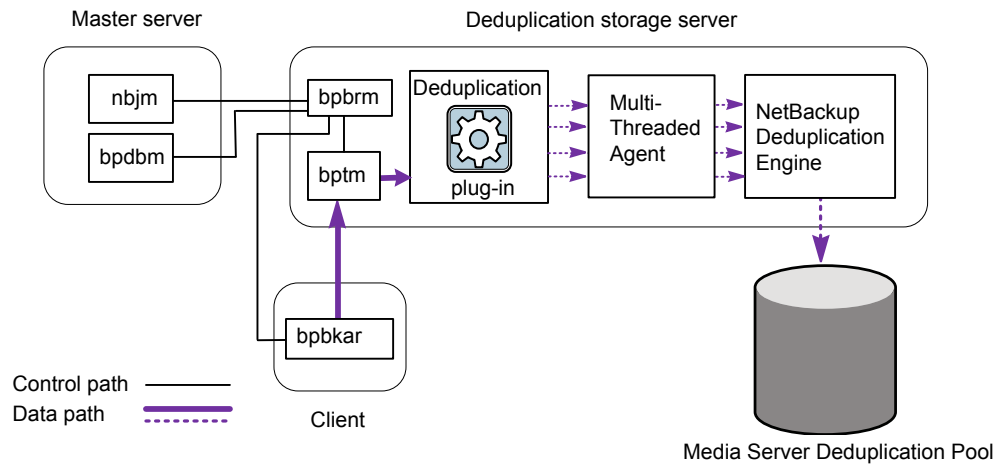 Master server
Deduplication storage server
nbjm
bpdbm
bpbrm
bptm
Deduplication
plug-in
Multi-
Threaded
Agent
NetBackup
Deduplication
Engine
bpbkar
Client
Control path
Data path
Media Server Deduplication Pool